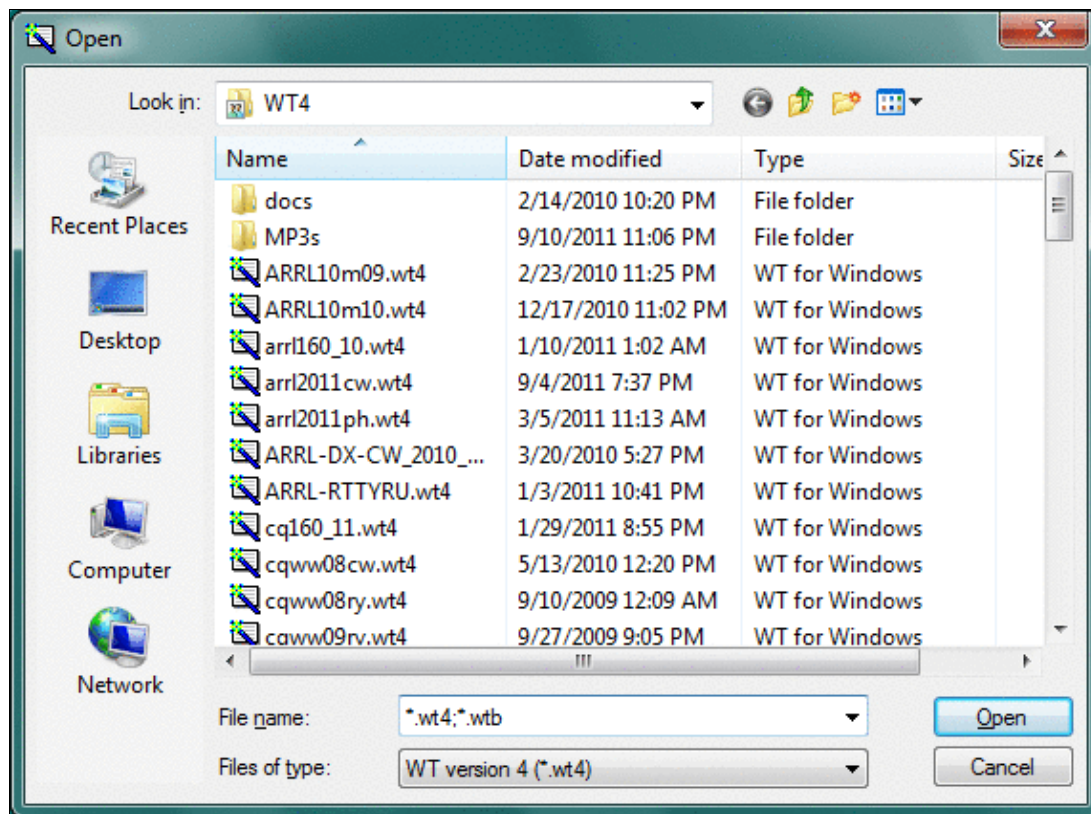 Open
Look in: WT4
Name Date modified Type Size
docs 2/14/2010 10:20 PM File folder
MP3s 9/10/2011 11:06 PM File folder
ARRL10m09.wt4 2/23/2010 11:25 PM WT for Windows
ARRL10m10.wt4 12/17/2010 11:02 PM WT for Windows
arrl160_10.wt4 1/10/2011 1:02 AM WT for Windows
arrl2011cw.wt4 9/4/2011 7:37 PM WT for Windows
arrl2011ph.wt4 3/5/2011 11:13 AM WT for Windows
ARRL-DX-CW_2010_... 3/20/2010 5:27 PM WT for Windows
ARRL-RTTYRU.wt4 1/3/2011 10:41 PM WT for Windows
cq160_11.wt4 1/29/2011 8:55 PM WT for Windows
cqww08cw.wt4 5/13/2010 12:20 PM WT for Windows
cqww08ry.wt4 9/10/2009 12:09 AM WT for Windows
cqww09ry.wt4 9/27/2009 9:05 PM WT for Windows
Recent Places
Desktop
Libraries
Computer
Network
File name: *.wt4;*.wtb Open
Files of type: WT version 4 (*.wt4) Cancel